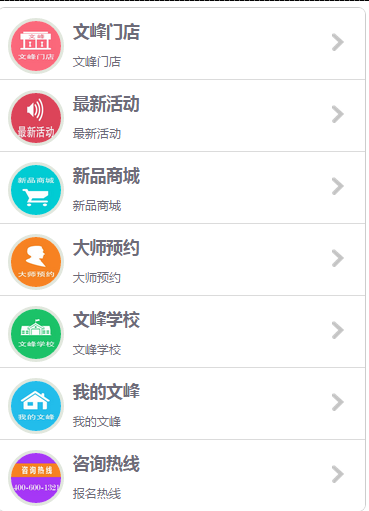 文峰
文峰门店
文峰门店
文峰门店
最新活动
最新活动
最新活动
新品商城
新品商城
新品商城
大师预约
大师预约
大师预约
文峰学校
文峰学校
文峰学校
我的文峰
我的文峰
我的文峰
咨询热线
400-600-1321
咨询热线
报名热线